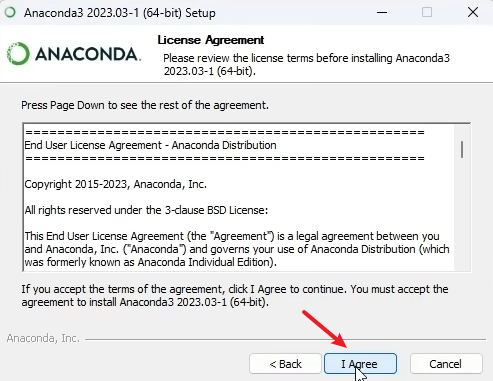 Anaconda3 2023.03-1 (64-bit) Setup
License Agreement
ANACONDA.
Please review the license terms before installing Anaconda3
2023.03-1 (64-bit).
Press Page Down to see the rest of the agreement.
====================================================
End User License Agreement - Anaconda Distribution
====================================================
Copyright 2015-2023, Anaconda, Inc.
All rights reserved under the 3-clause BSD License:
This End User License Agreement (the "Agreement") is a legal agreement between you
and Anaconda, Inc. ("Anaconda") and governs your use of Anaconda Distribution (which
was formerly known as Anaconda Individual Edition).
If you accept the terms of the agreement, click I Agree to continue. You must accept the
agreement to install Anaconda3 2023.03-1 (64-bit).
Anaconda, Inc.
< Back
I Agree
Cancel